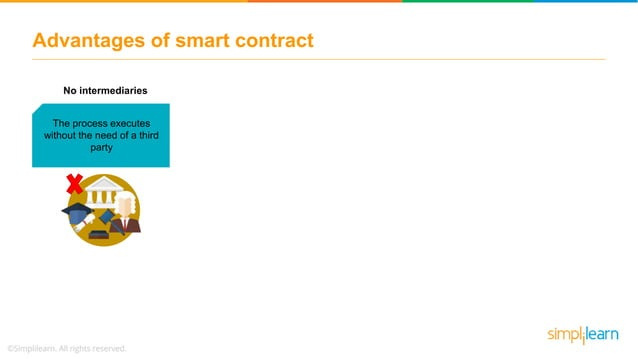 Advantages of smart contract
No intermediaries
The process executes
without the need of a third
party
simplilearn
©Simplilearn. All rights reserved.